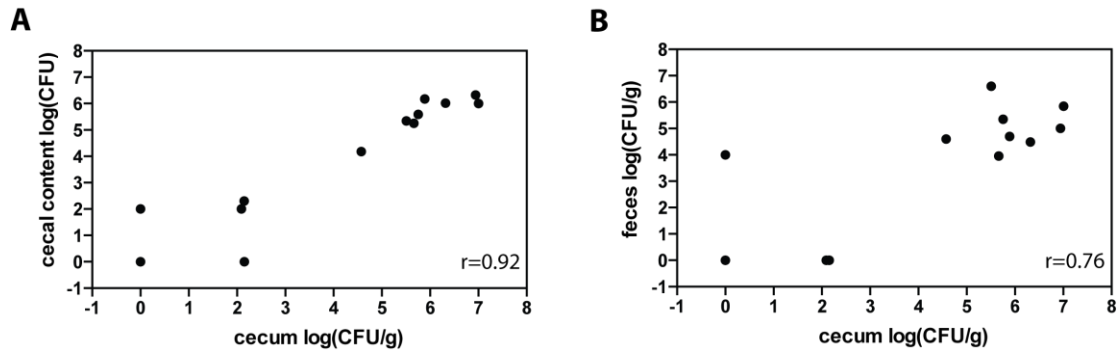 A
8
7
6
5
4
3
2
1
0
-1
cecal content log(CFU)
-1 0 1 2 3 4 5 6 7 8
cecum log(CFU/g)
r=0.92
B
8
7
6
5
4
3
2
1
0
-1
feces log(CFU/g)
-1 0 1 2 3 4 5 6 7 8
cecum log(CFU/g)
r=0.76